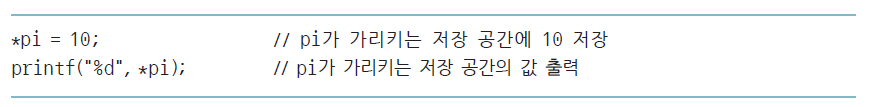 *pi = 10; // pi가 가리키는 저장 공간에 10 저장
printf("%d", *pi); // pi가 가리키는 저장 공간의 값 출력